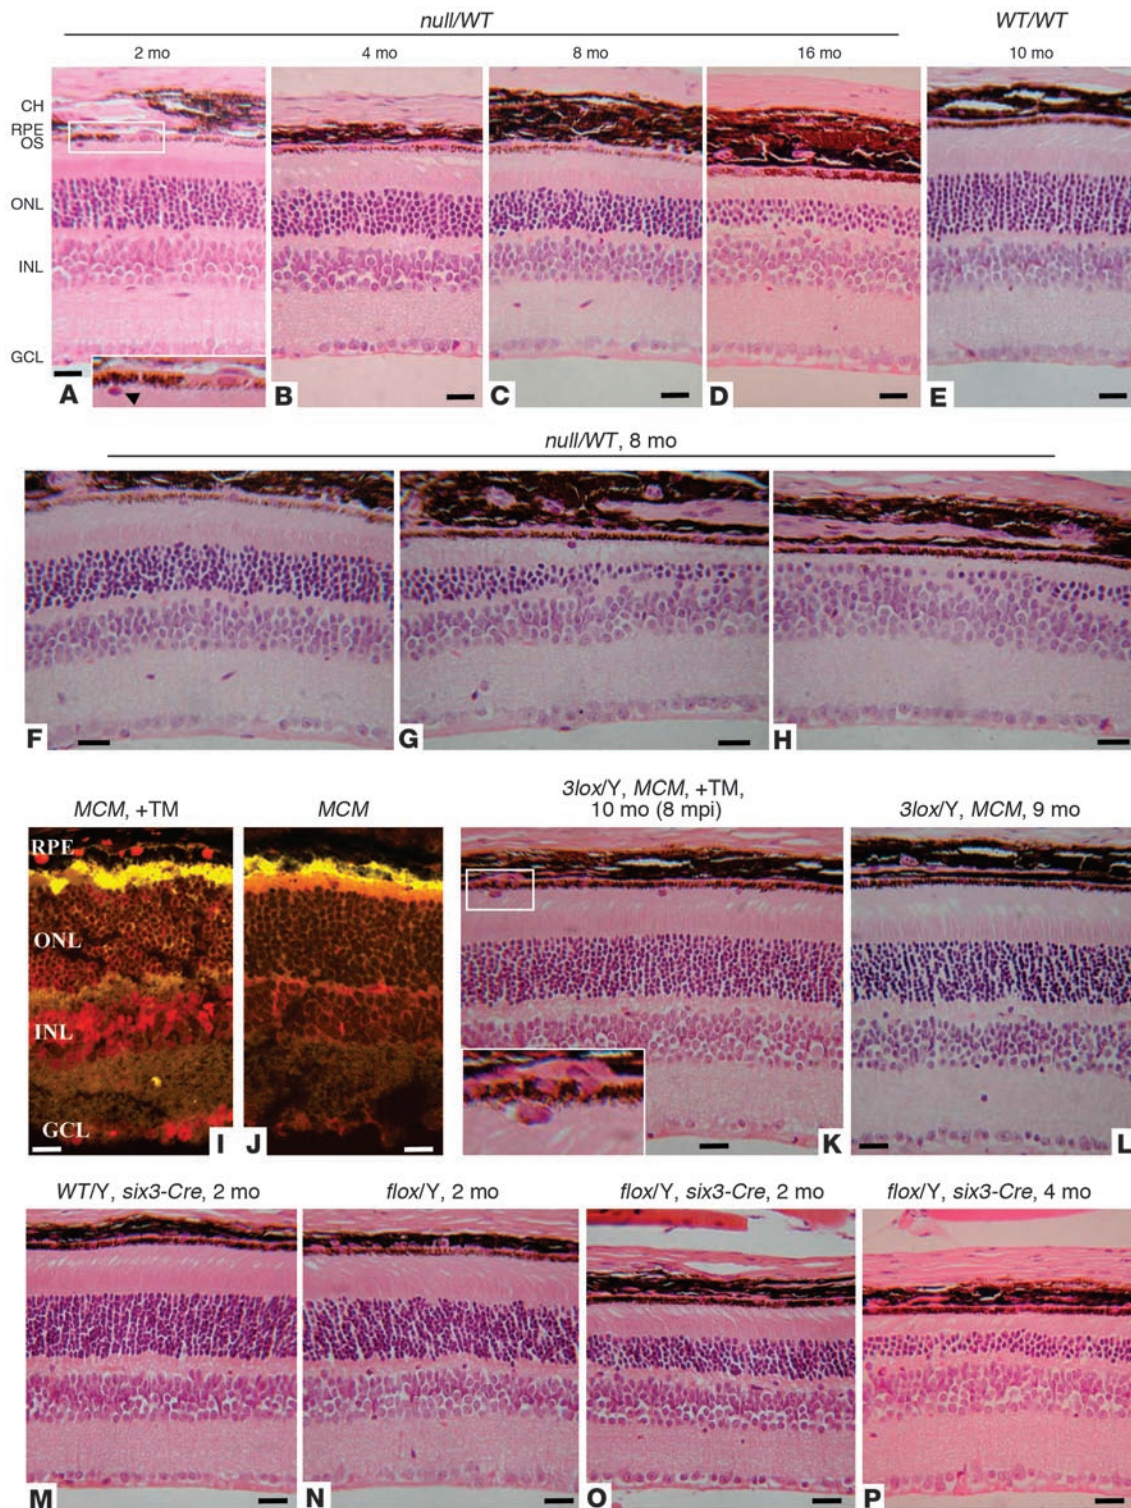 null/WT WT/WT
2 mo 4 mo 8 mo 16 mo 10 mo
CH
RPE
OS
ONL
INL
GCL
A B C D E
null/WT, 8 mo
F G H
MCM, +TM MCM 3lox/Y, MCM, +TM,
10 mo (8 mpi) 3lox/Y, MCM, 9 mo
RPE
ONL
INL
GCL
I J K L
WT/Y, six3-Cre, 2 mo flox/Y, 2 mo flox/Y, six3-Cre, 2 mo flox/Y, six3-Cre, 4 mo
M N O P